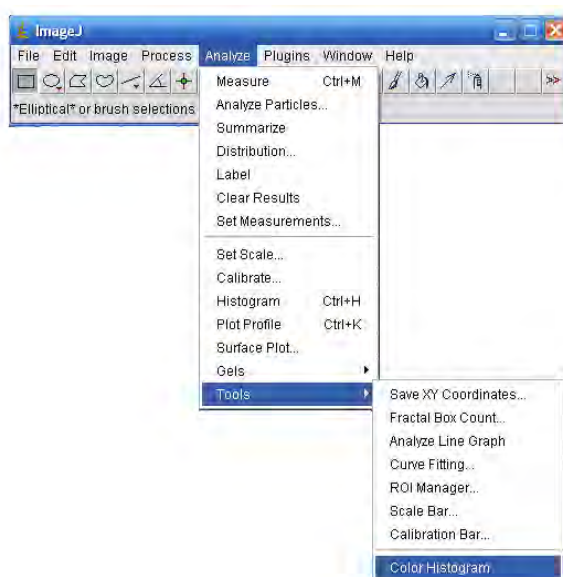 ImageJ
File Edit Image Process Analyze Plugins Window Help
*Elliptical* or brush selections
Measure Ctrl+M
Analyze Particles...
Summarize
Distribution...
Label
Clear Results
Set Measurements...
Set Scale...
Calibrate...
Histogram Ctrl+H
Plot Profile Ctrl+K
Surface Plot...
Gels
Tools
Save XY Coordinates...
Fractal Box Count...
Analyze Line Graph
Curve Fitting...
ROI Manager...
Scale Bar...
Calibration Bar...
Color Histogram